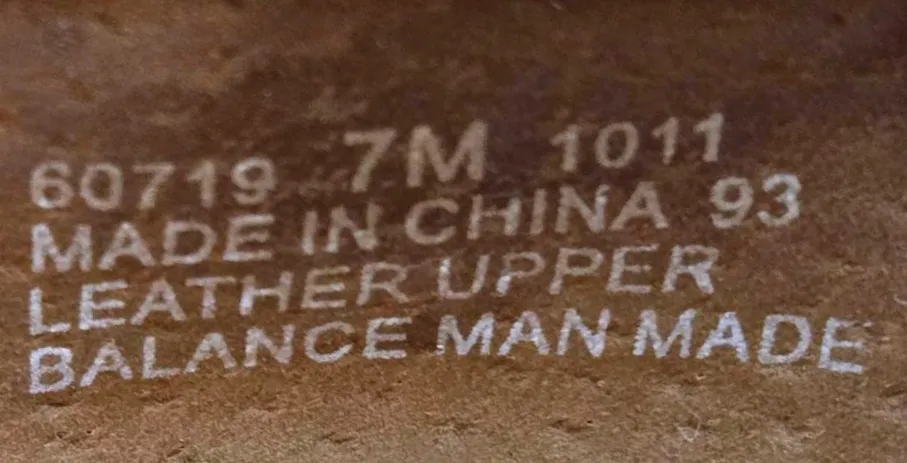 60719 7M 1011
MADE IN CHINA 93
LEATHER UPPER
BALANCE MAN MADE